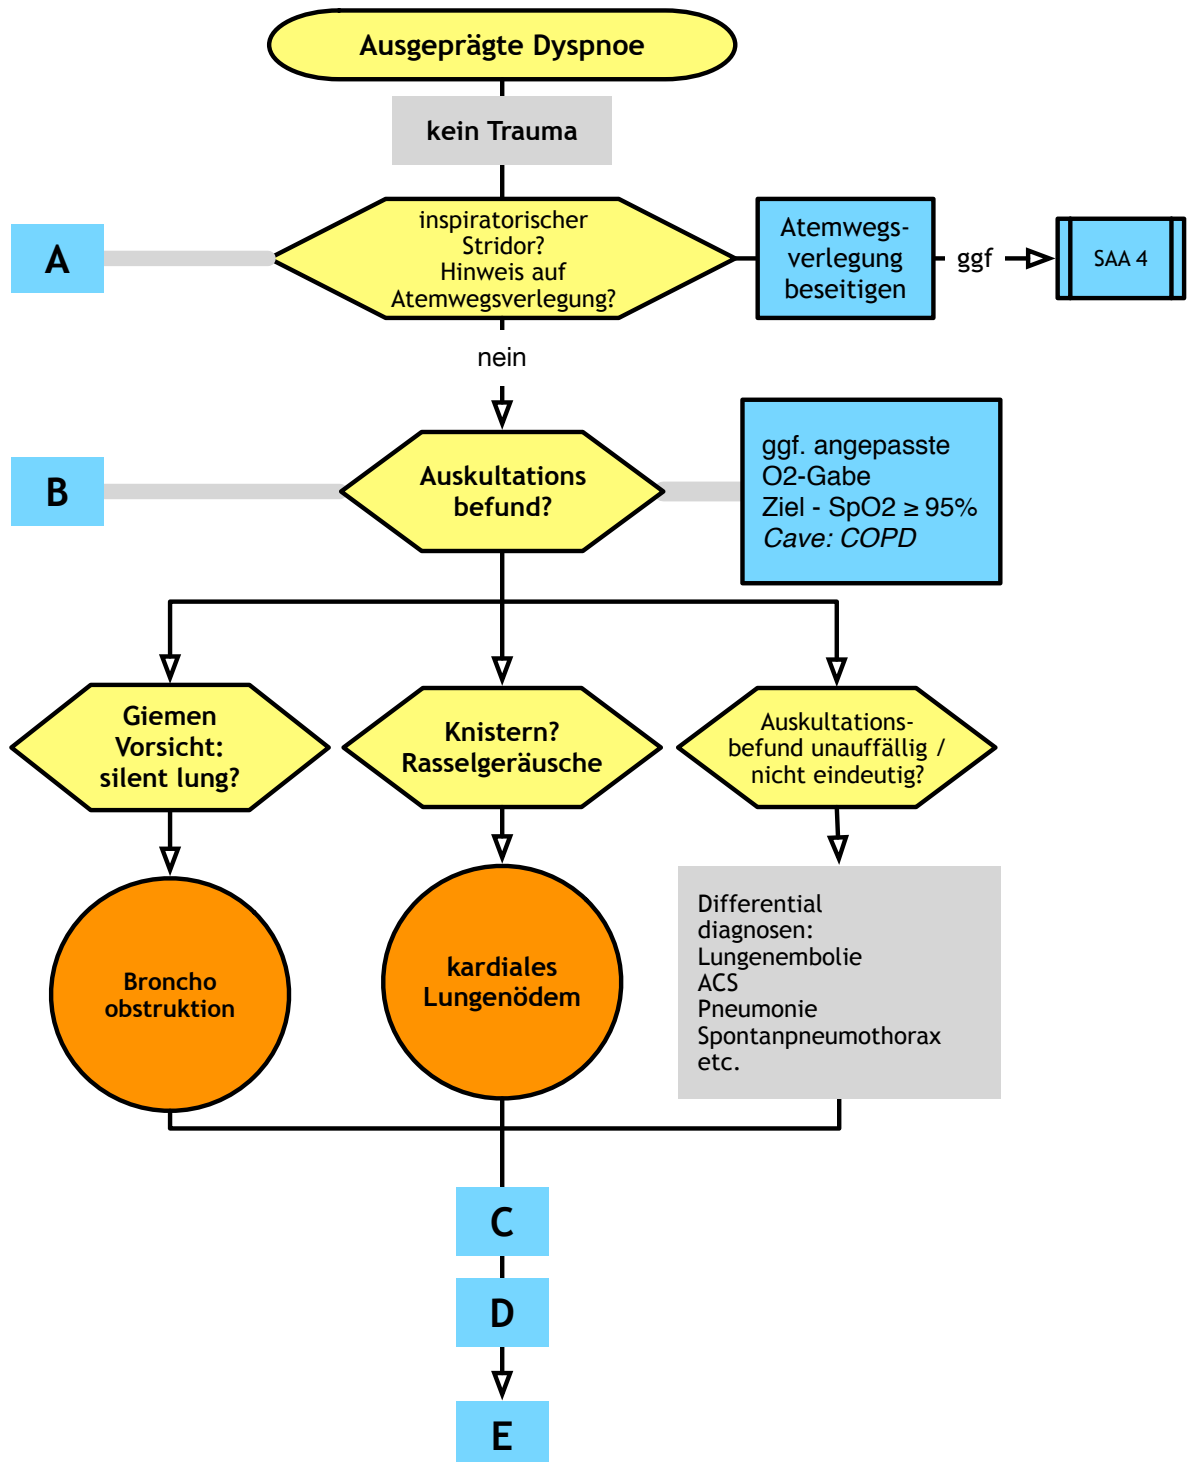 Ausgeprägte Dyspnoe
kein Trauma
A
inspiratorischer
Stridor?
Hinweis auf
Atemwegsverlegung?
Atemwegs-
verlegung
beseitigen
ggf
SAA 4
nein
B
Auskultations
befund?
ggf. angepasste
O2-Gabe
Ziel - SpO2 ≥ 95%
Cave: COPD
Giemen
Vorsicht:
silent lung?
Knistern?
Rasselgeräusche
Auskultations-
befund unauffällig /
nicht eindeutig?
Broncho
obstruktion
kardiales
Lungenödem
Differential
diagnosen:
Lungenembolie
ACS
Pneumonie
Spontanpneumothorax
etc.
C
D
E